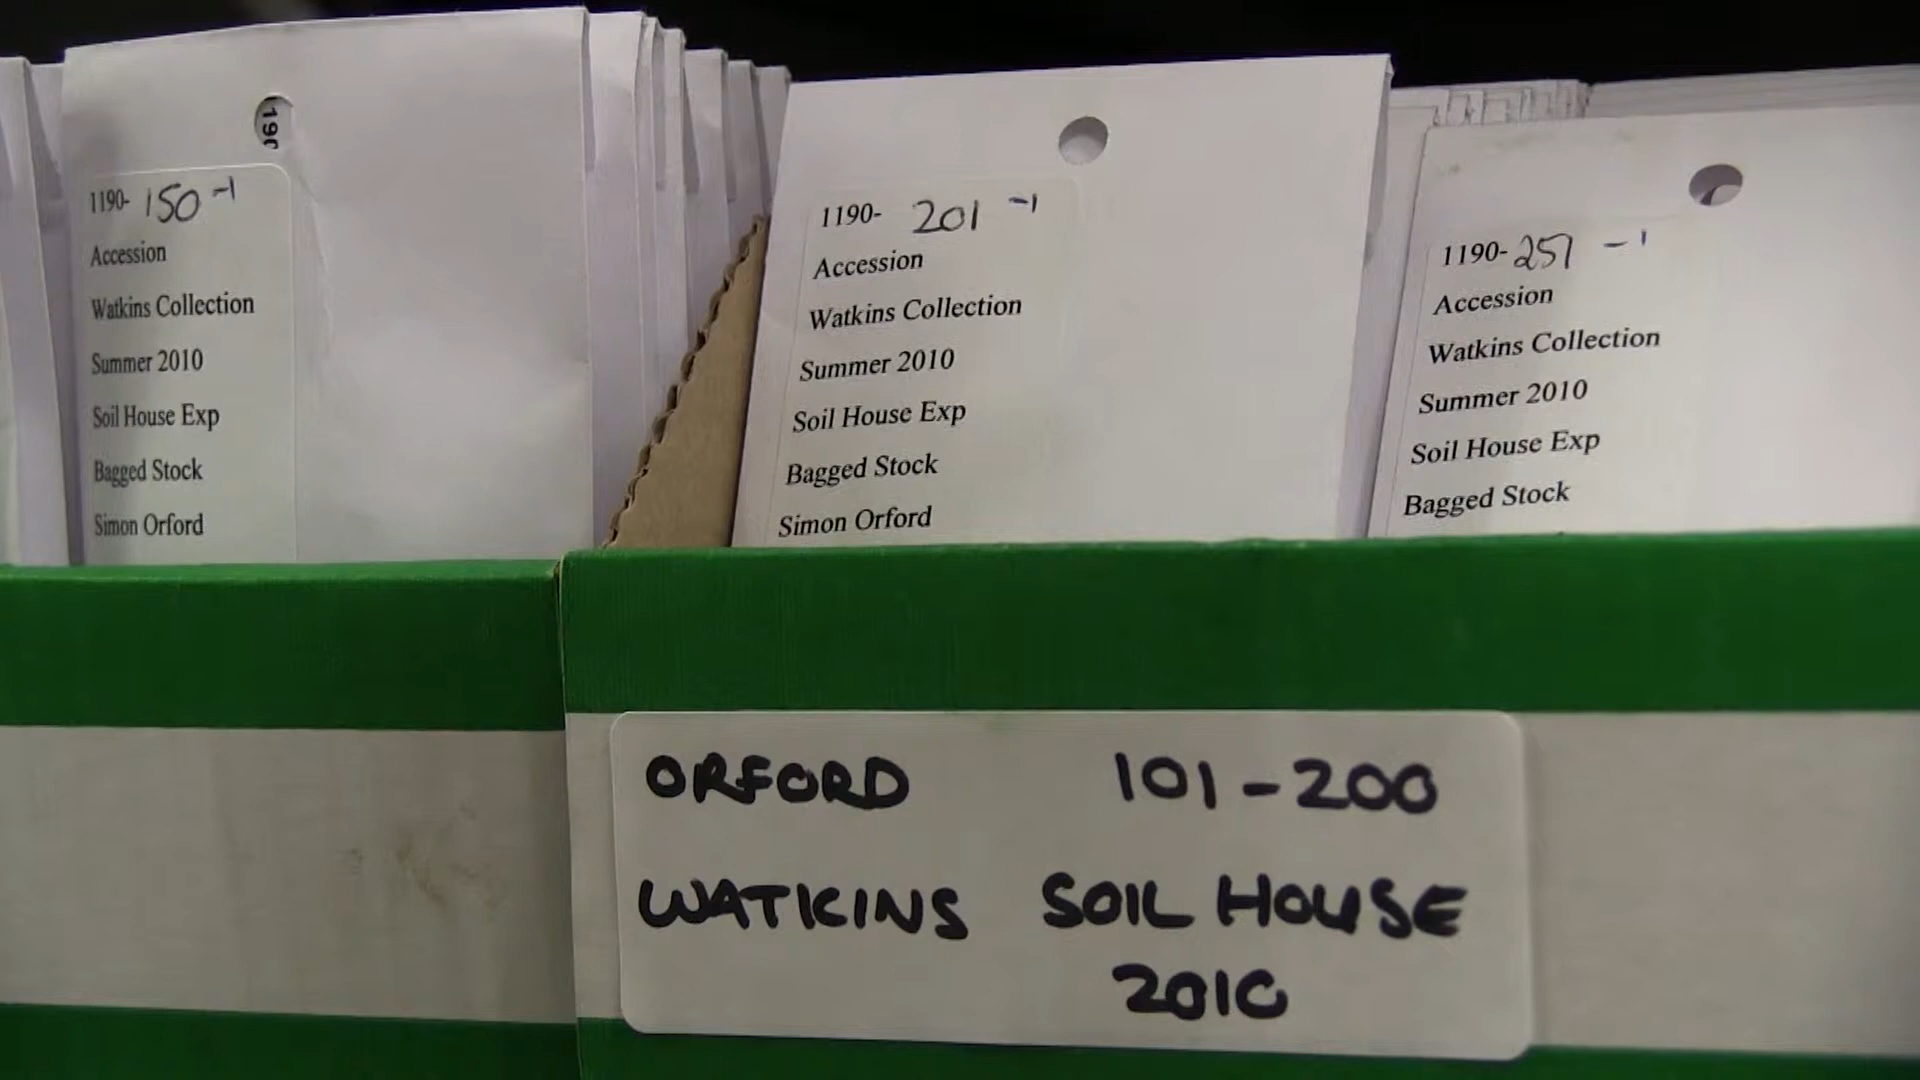 190
1190- 150 -1
Accession
Watkins Collection
Summer 2010
Soil House Exp
Bagged Stock
Simon Orford
1190- 201 -1
Accession
Watkins Collection
Summer 2010
Soil House Exp
Bagged Stock
Simon Orford
1190- 251 -1
Accession
Watkins Collection
Summer 2010
Soil House Exp
Bagged Stock
ORFORD 101-200
WATKINS SOIL HOUSE
2010